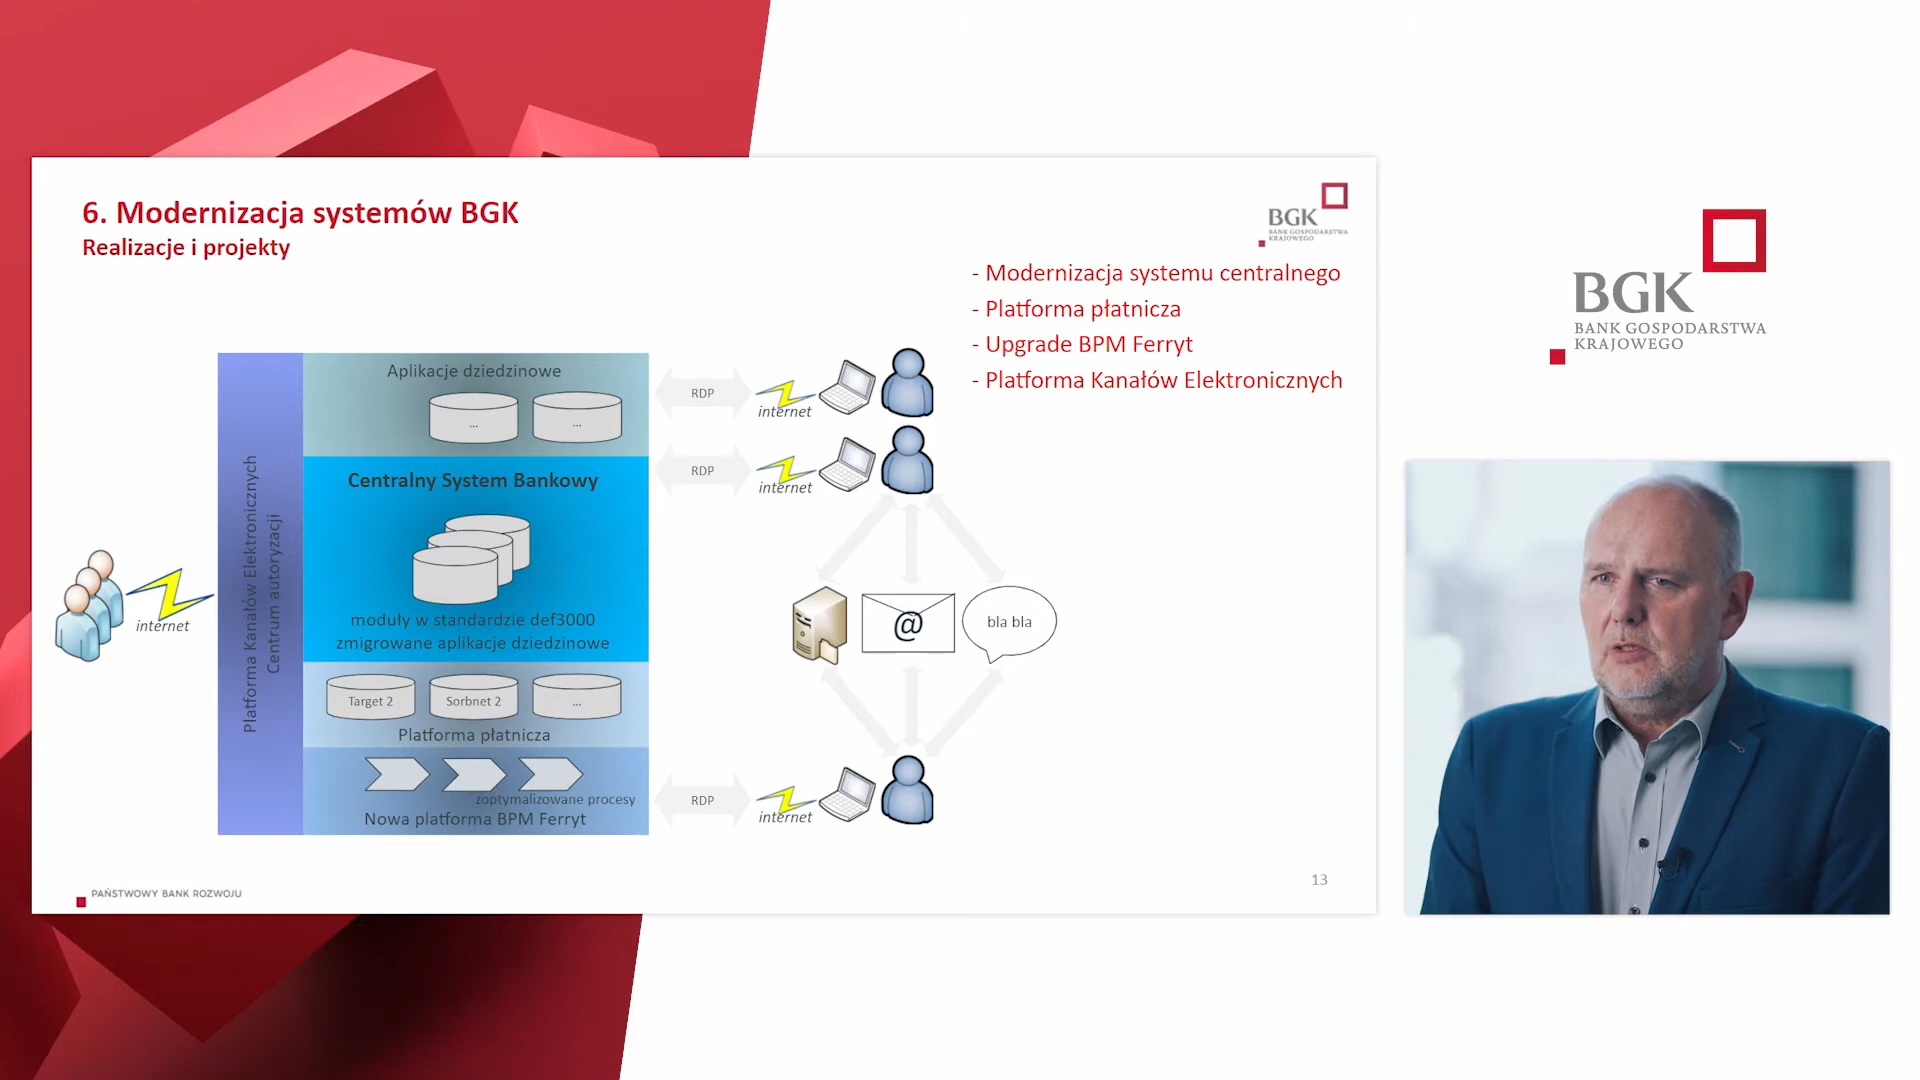 6. Modernizacja systemów BGK
Realizacje i projekty
BGK
BANK GOSPODARSTWA
KRAJOWEGO
- Modernizacja systemu centralnego
- Platforma płatnicza
- Upgrade BPM Ferryt
- Platforma Kanałów Elektronicznych
Platforma Kanałów Elektronicznych
Centrum autoryzacji
internet
Aplikacje dziedzinowe
...
...
Centralny System Bankowy
moduły w standardzie def3000
zmigrowane aplikacje dziedzinowe
Target 2
Sorbnet 2
...
Platforma płatnicza
zoptymalizowane procesy
Nowa platforma BPM Ferryt
RDP
internet
RDP
internet
@
bla bla
RDP
internet
PAŃSTWOWY BANK ROZWOJU
13
BGK
BANK GOSPODARSTWA
KRAJOWEGO